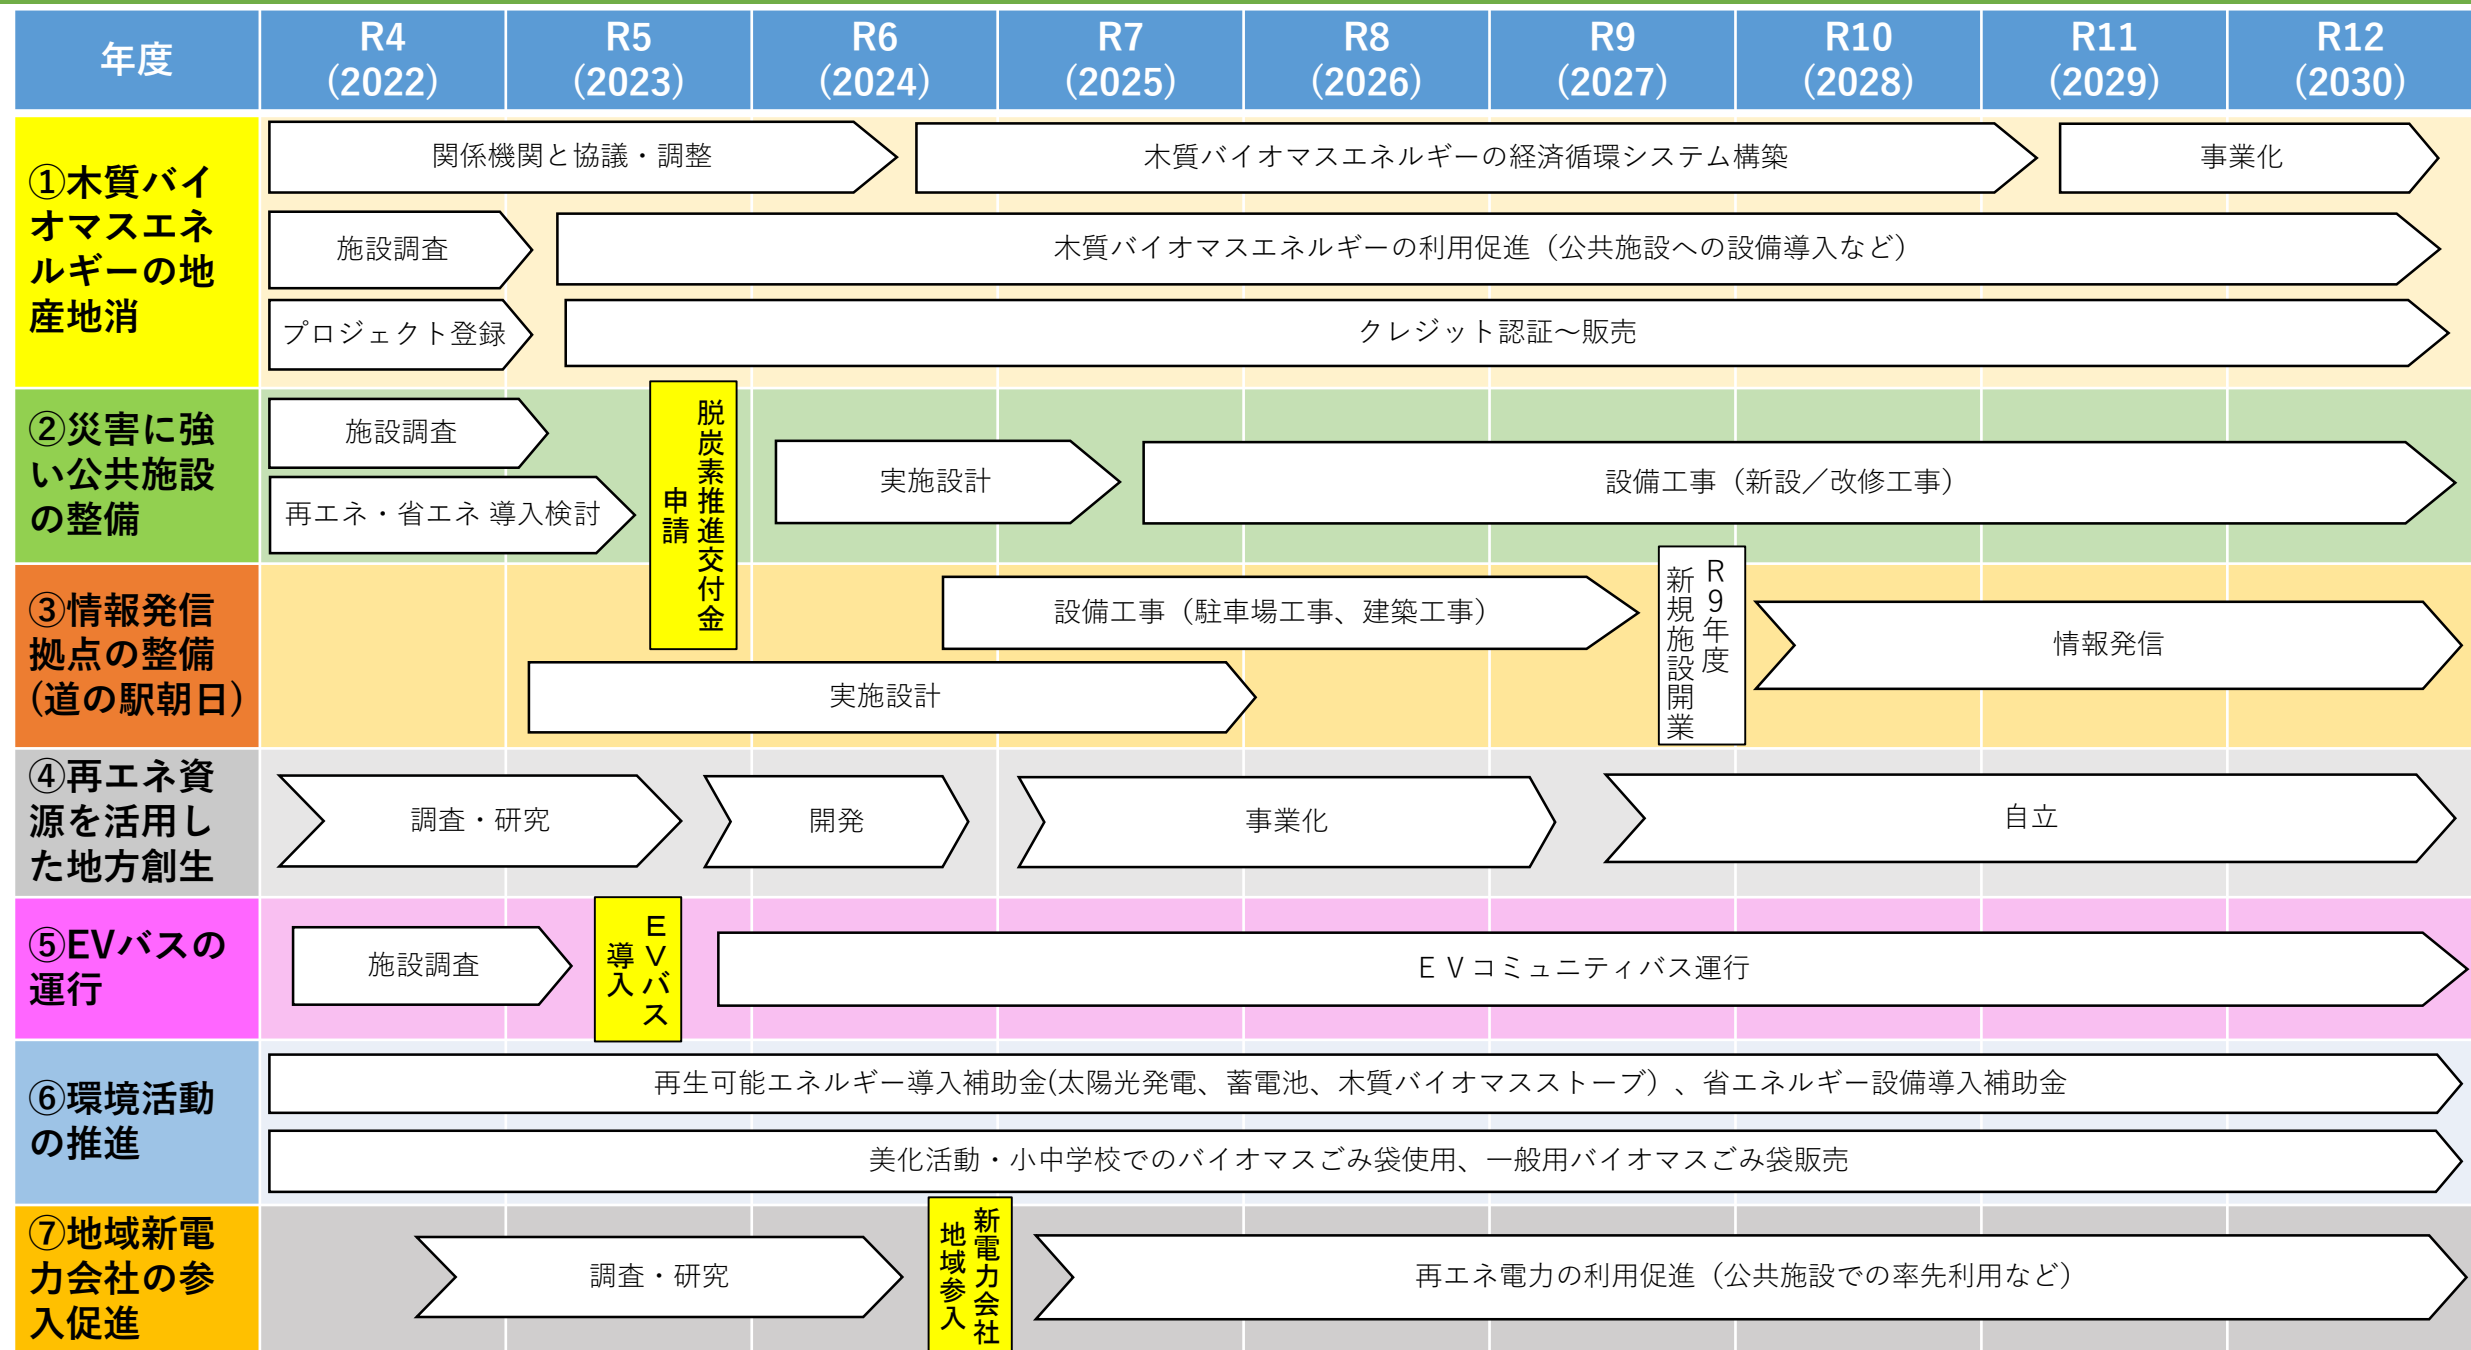 年度
R4
(2022)
R5
(2023)
R6
(2024)
R7
(2025)
R8
(2026)
R9
(2027)
R10
(2028)
R11
(2029)
R12
(2030)
①木質バイ
オマスエネ
ルギーの地
産地消
関係機関と協議・調整
木質バイオマスエネルギーの経済循環システム構築
事業化
施設調査
木質バイオマスエネルギーの利用促進（公共施設への設備導入など）
プロジェクト登録
クレジット認証～販売
②災害に強
い公共施設
の整備
施設調査
再エネ・省エネ 導入検討
脱炭素推進交付金
申請
実施設計
設備工事（新設／改修工事）
③情報発信
拠点の整備
(道の駅朝日)
設備工事（駐車場工事、建築工事）
実施設計
Ｒ９年度
新規施設開業
情報発信
④再エネ資
源を活用し
た地方創生
調査・研究
開発
事業化
自立
⑤EVバスの
運行
施設調査
ＥＶバス
導入
ＥＶコミュニティバス運行
⑥環境活動
の推進
再生可能エネルギー導入補助金(太陽光発電、蓄電池、木質バイオマスストーブ）、省エネルギー設備導入補助金
美化活動・小中学校でのバイオマスごみ袋使用、一般用バイオマスごみ袋販売
⑦地域新電
力会社の参
入促進
調査・研究
新電力会社
地域参入
再エネ電力の利用促進（公共施設での率先利用など）